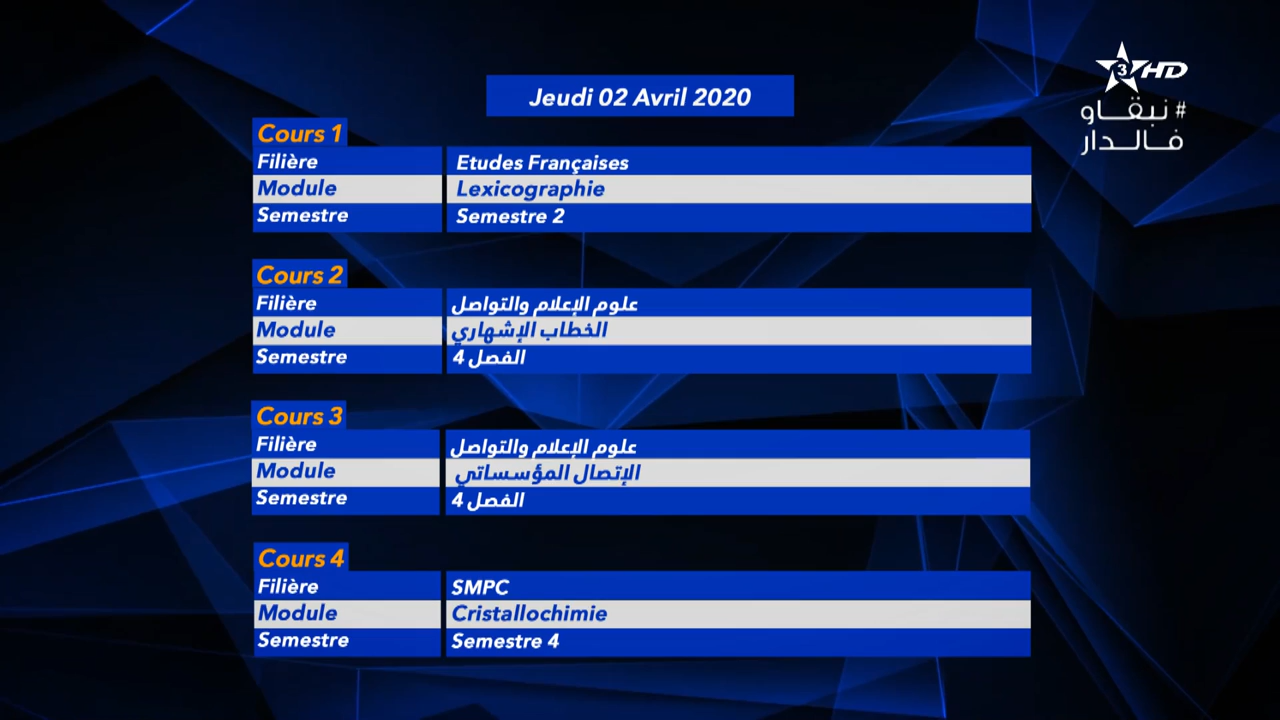 Jeudi 02 Avril 2020
3 HD
# نبقاو
فالدار
Cours 1
Filière Etudes Françaises
Module Lexicographie
Semestre Semestre 2
Cours 2
Filière علوم الإعلام والتواصل
Module الخطاب الإشهاري
Semestre الفصل 4
Cours 3
Filière علوم الإعلام والتواصل
Module الإتصال المؤسساتي
Semestre الفصل 4
Cours 4
Filière SMPC
Module Cristallochimie
Semestre Semestre 4